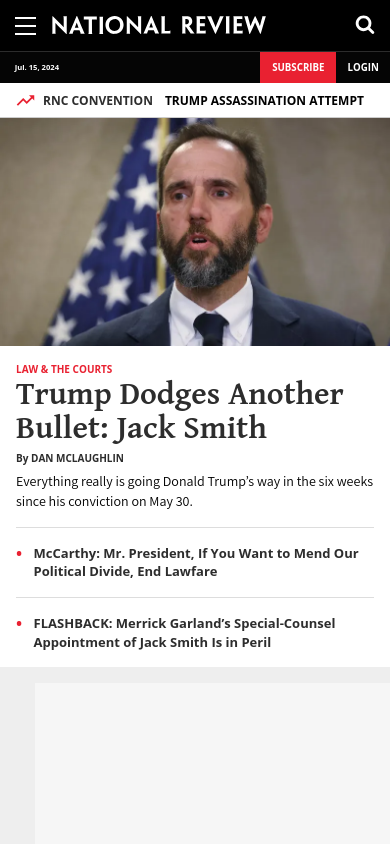 NATIONAL REVIEW
Jul. 15, 2024
SUBSCRIBE
LOGIN
RNC CONVENTION
TRUMP ASSASSINATION ATTEMPT
LAW & THE COURTS
Trump Dodges Another
Bullet: Jack Smith
By DAN MCLAUGHLIN
Everything really is going Donald Trump’s way in the six weeks
since his conviction on May 30.
• McCarthy: Mr. President, If You Want to Mend Our
Political Divide, End Lawfare
• FLASHBACK: Merrick Garland’s Special-Counsel
Appointment of Jack Smith Is in Peril